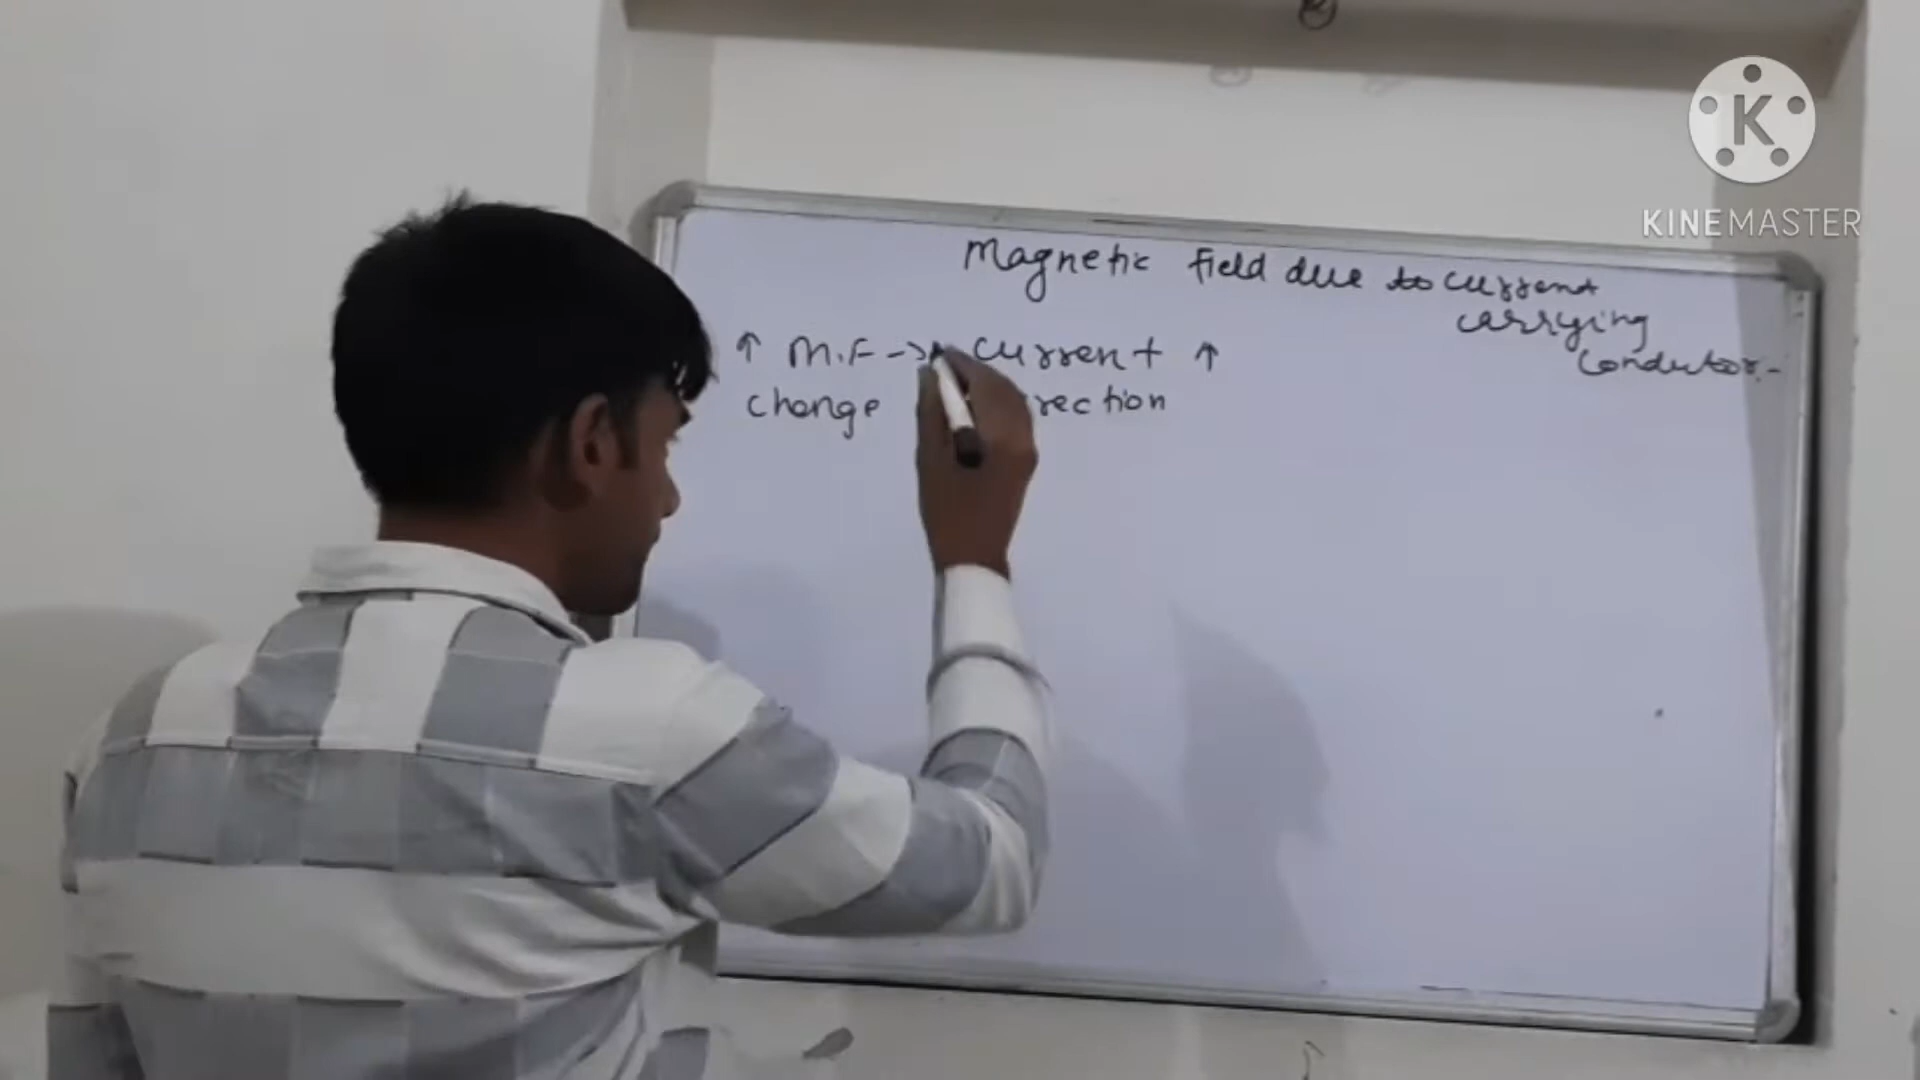 K
KINEMASTER
Magnetic field due to current
carrying
conductor.-
↑ M.F -> current ↑
change rection